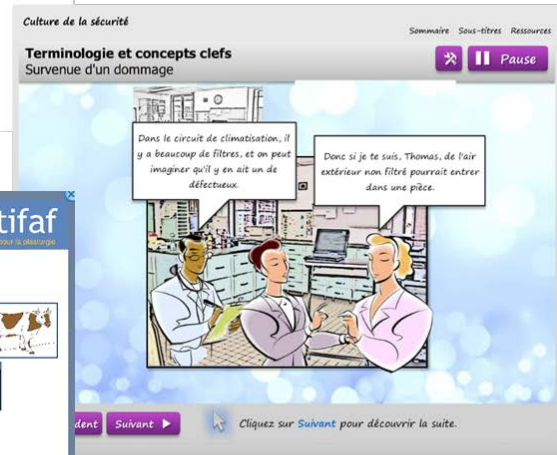 Culture de la sécurité
Sommaire Sous-titres Ressources
Terminologie et concepts clefs
Survenue d'un dommage
Pause
Dans le circuit de climatisation, il
y a beaucoup de filtres, et on peut
imaginer qu'il y en ait un de
défectueux.
Donc si je te suis, Thomas, de l'air
extérieur non filtré pourrait entrer
dans une pièce.
tifaf
pour la plasturgie
dent
Suivant
Cliquez sur Suivant pour découvrir la suite.